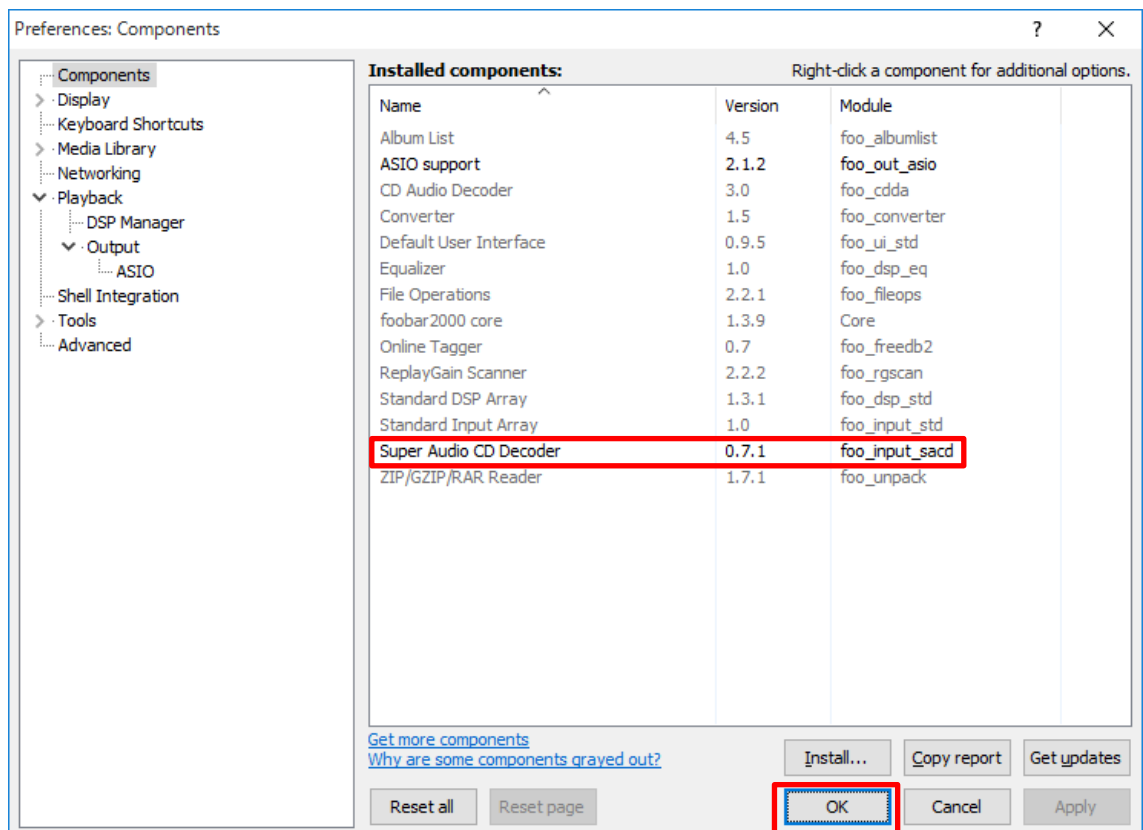 Preferences: Components
?
Components
Display
Keyboard Shortcuts
Media Library
Networking
Playback
DSP Manager
Output
ASIO
Shell Integration
Tools
Advanced
Installed components: Right-click a component for additional options.
Name Version Module
Album List 4.5 foo_albumlist
ASIO support 2.1.2 foo_out_asio
CD Audio Decoder 3.0 foo_cdda
Converter 1.5 foo_converter
Default User Interface 0.9.5 foo_ui_std
Equalizer 1.0 foo_dsp_eq
File Operations 2.2.1 foo_fileops
foobar2000 core 1.3.9 Core
Online Tagger 0.7 foo_freedb2
ReplayGain Scanner 2.2.2 foo_rgscan
Standard DSP Array 1.3.1 foo_dsp_std
Standard Input Array 1.0 foo_input_std
Super Audio CD Decoder 0.7.1 foo_input_sacd
ZIP/GZIP/RAR Reader 1.7.1 foo_unpack
Get more components
Why are some components grayed out?
Install... Copy report Get updates
Reset all Reset page OK Cancel Apply